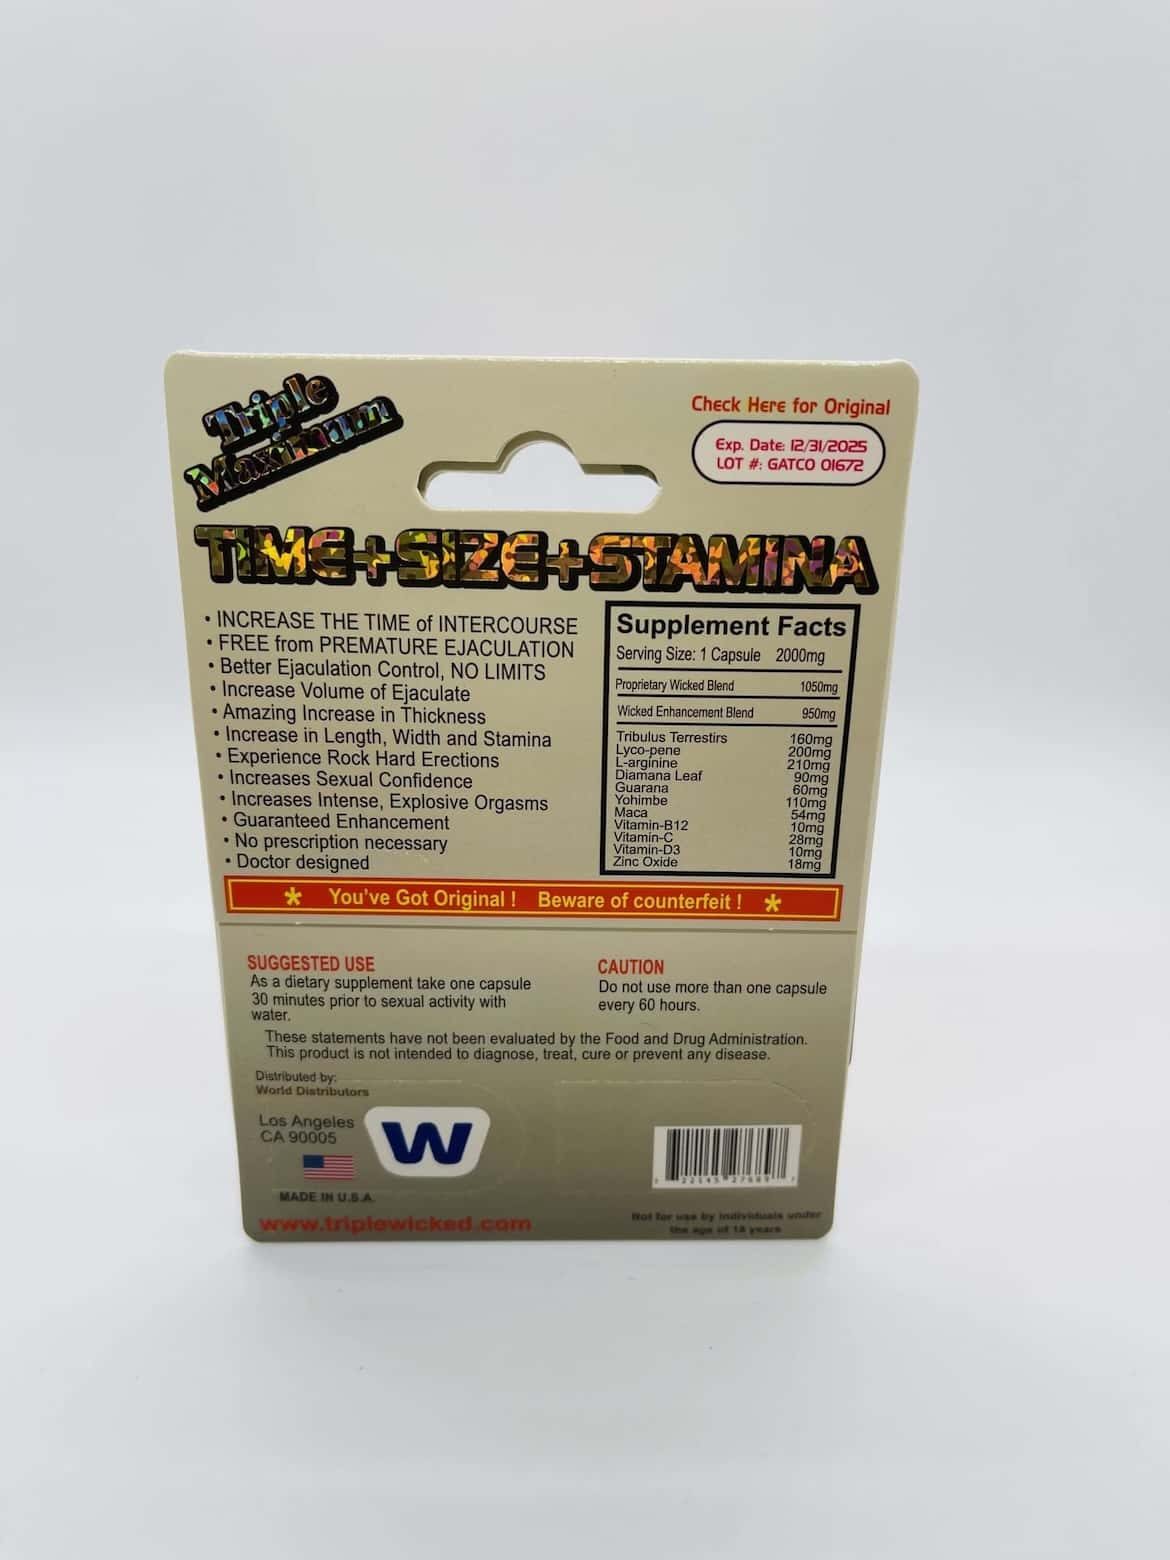 Triple
Maximum
Check Here for Original
Exp. Date: 12/31/2025
LOT #: GATCO 01672
TIME+SIZE+STAMINA
• INCREASE THE TIME of INTERCOURSE
• FREE from PREMATURE EJACULATION
• Better Ejaculation Control, NO LIMITS
• Increase Volume of Ejaculate
• Amazing Increase in Thickness
• Increase in Length, Width and Stamina
• Experience Rock Hard Erections
• Increases Sexual Confidence
• Increases Intense, Explosive Orgasms
• Guaranteed Enhancement
• No prescription necessary
• Doctor designed
Supplement Facts
Serving Size: 1 Capsule 2000mg
Proprietary Wicked Blend 1050mg
Wicked Enhancement Blend 950mg
Tribulus Terrestirs 160mg
Lyco-pene 200mg
L-arginine 210mg
Diamana Leaf 90mg
Guarana 60mg
Yohimbe 110mg
Maca 54mg
Vitamin-B12 10mg
Vitamin-C 28mg
Vitamin-D3 10mg
Zinc Oxide 18mg
* You've Got Original ! Beware of counterfeit ! *
SUGGESTED USE
As a dietary supplement take one capsule
30 minutes prior to sexual activity with
water.
CAUTION
Do not use more than one capsule
every 60 hours.
These statements have not been evaluated by the Food and Drug Administration.
This product is not intended to diagnose, treat, cure or prevent any disease.
Distributed by:
World Distributors
Los Angeles
CA 90005
W
MADE IN U.S.A.
www.triplewicked.com
Not for use by individuals under
the age of 18 years